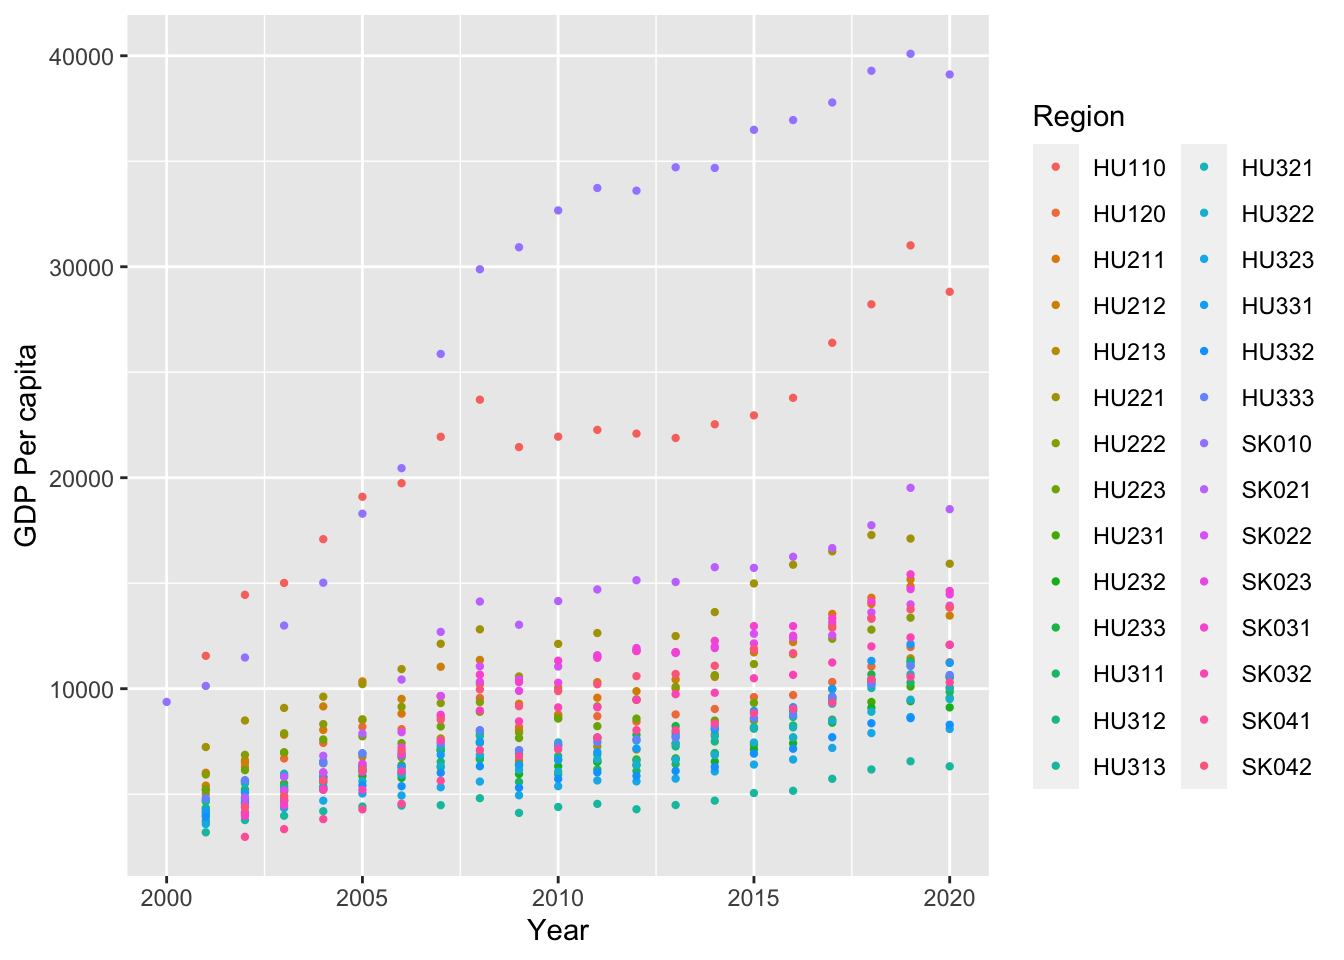 40000
30000
20000
10000
GDP Per capita
2000 2005 2010 2015 2020
Year
Region
HU110 HU321
HU120 HU322
HU211 HU323
HU212 HU331
HU213 HU332
HU221 HU333
HU222 SK010
HU223 SK021
HU231 SK022
HU232 SK023
HU233 SK031
HU311 SK032
HU312 SK041
HU313 SK042